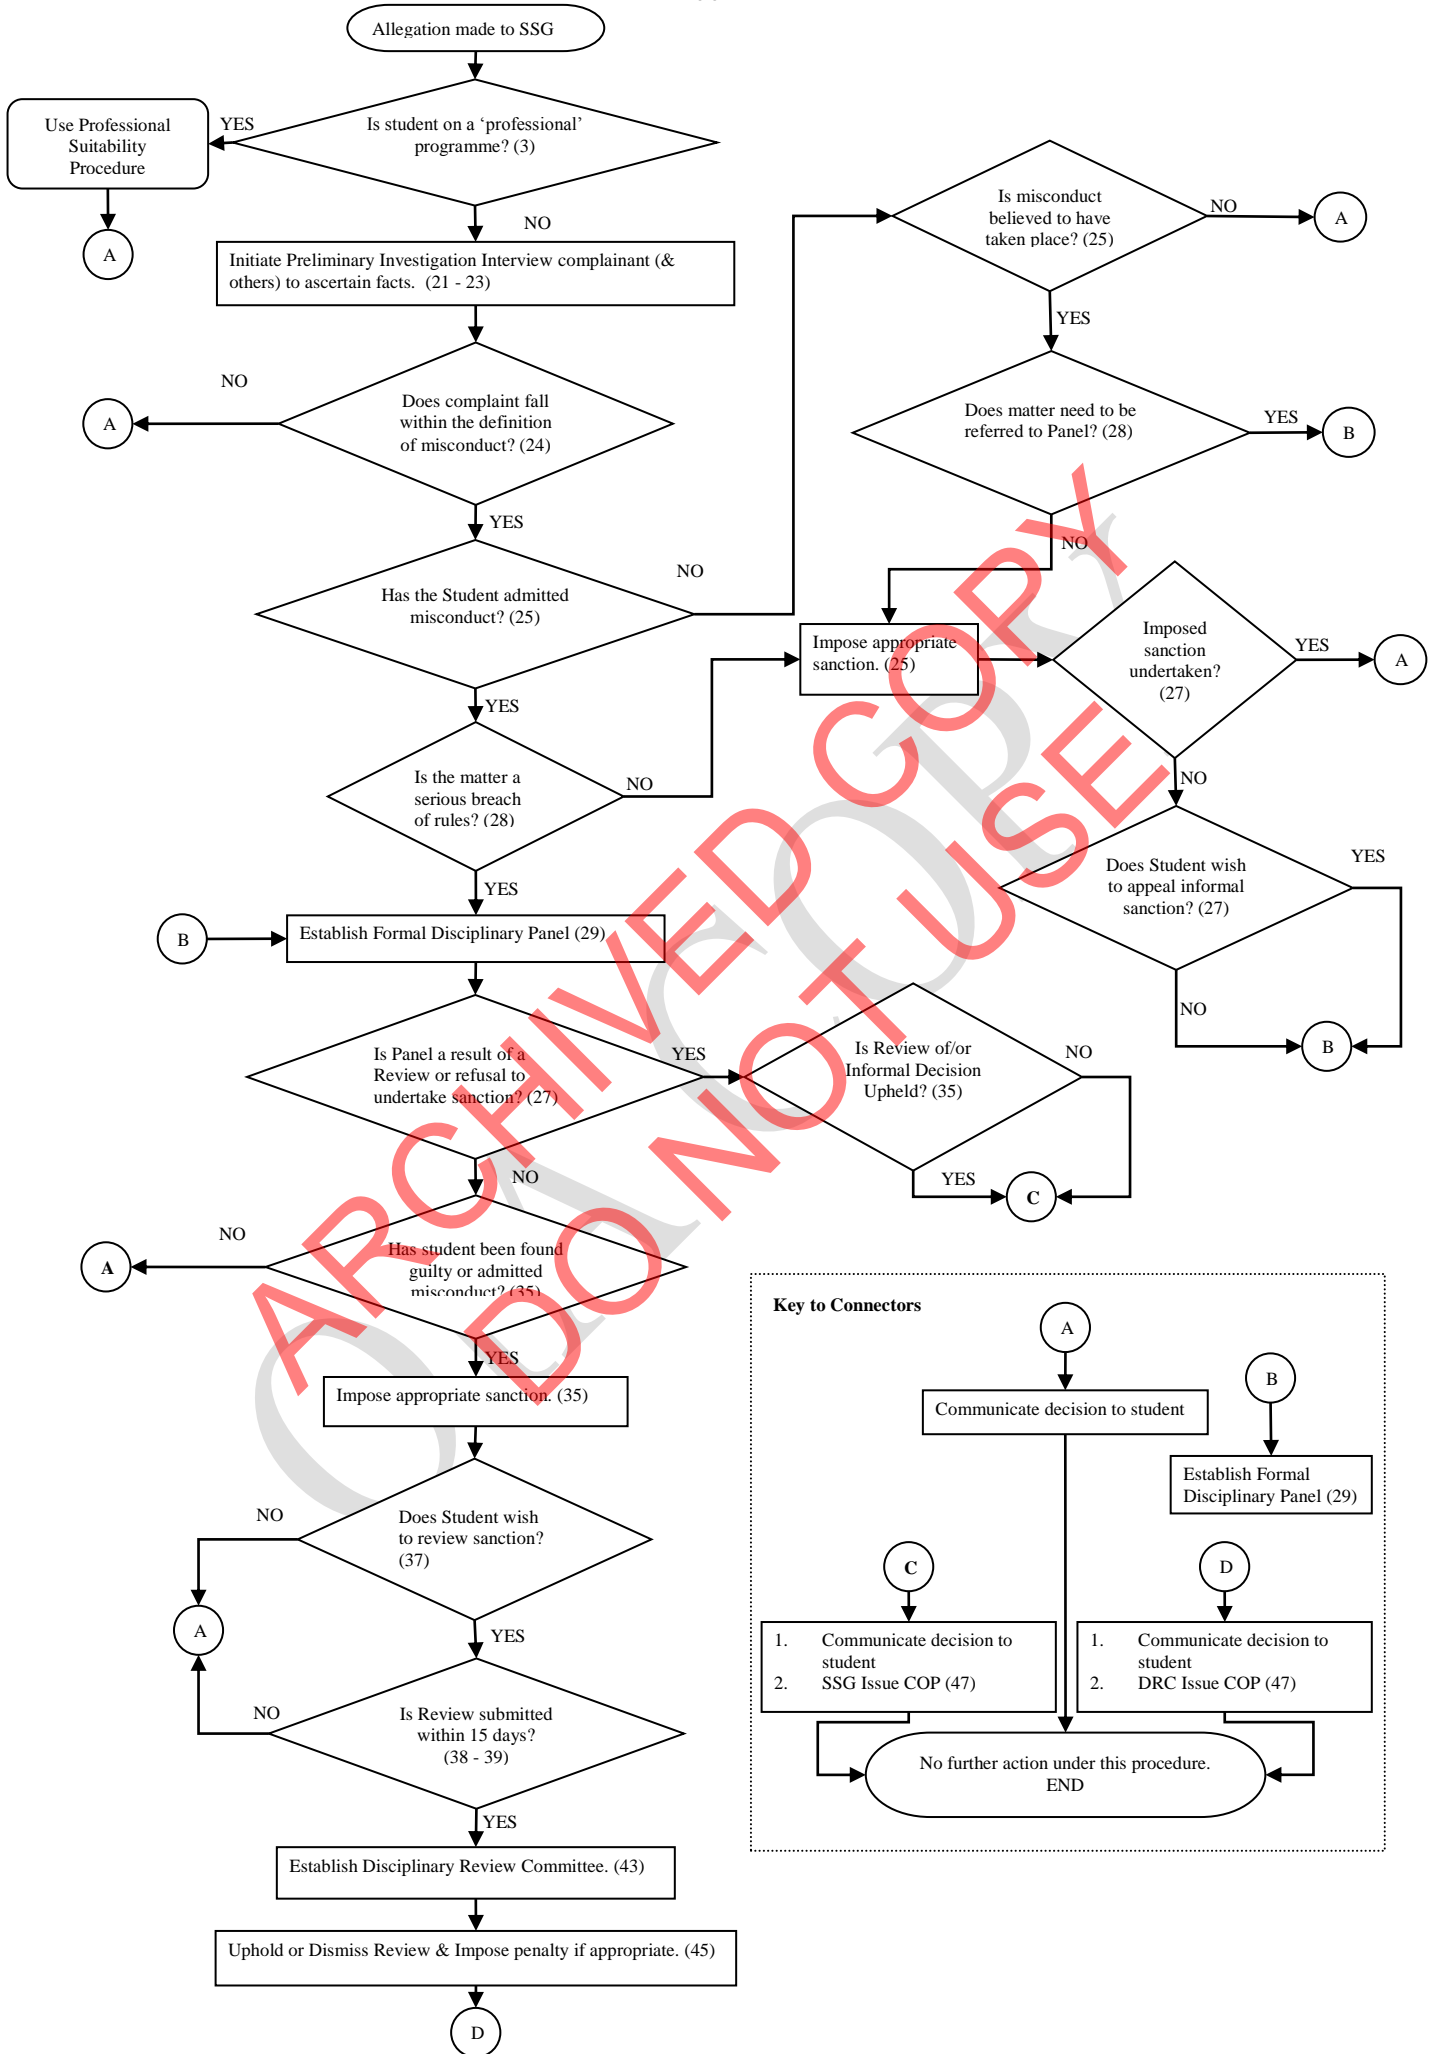 Allegation made to SSG
Is student on a ‘professional’
programme? (3)
YES
Use Professional
Suitability
Procedure
A
NO
Initiate Preliminary Investigation Interview complainant (&
others) to ascertain facts. (21 - 23)
Does complaint fall
within the definition
of misconduct? (24)
NO
A
YES
Has the Student admitted
misconduct? (25)
NO
YES
Is the matter a
serious breach
of rules? (28)
NO
YES
B
Establish Formal Disciplinary Panel (29)
Is Panel a result of a
Review or refusal to
undertake sanction? (27)
YES
NO
Has student been found
guilty or admitted
misconduct? (35)
NO
A
YES
Impose appropriate sanction. (35)
Does Student wish
to review sanction?
(37)
NO
A
YES
Is Review submitted
within 15 days?
(38 - 39)
NO
YES
Establish Disciplinary Review Committee. (43)
Uphold or Dismiss Review & Impose penalty if appropriate. (45)
D
Is misconduct
believed to have
taken place? (25)
NO
A
YES
Does matter need to be
referred to Panel? (28)
YES
B
NO
Impose appropriate
sanction. (25)
Imposed
sanction
undertaken?
(27)
YES
A
NO
Does Student wish
to appeal informal
sanction? (27)
YES
NO
B
Is Review of/or
Informal Decision
Upheld? (35)
NO
YES
C
Key to Connectors
A
Communicate decision to student
B
Establish Formal
Disciplinary Panel (29)
C
1. Communicate decision to
student
2. SSG Issue COP (47)
D
1. Communicate decision to
student
2. DRC Issue COP (47)
No further action under this procedure.
END
ARCHIVED COPY
DO NOT USE